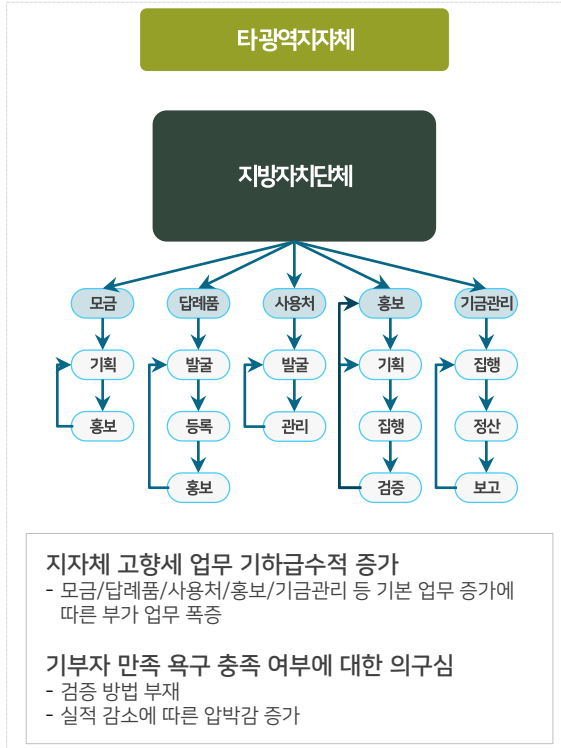 타 광역지자체
지방자치단체
모금 답례품 사용처 홍보 기금관리
기획 발굴 발굴 기획 집행
홍보 등록 관리 집행 정산
홍보 검증 보고
지자체 고향세 업무 기하급수적 증가
- 모금/답례품/사용처/홍보/기금관리 등 기본 업무 증가에
따른 부가 업무 폭증
기부자 만족 욕구 충족 여부에 대한 의구심
- 검증 방법 부재
- 실적 감소에 따른 압박감 증가